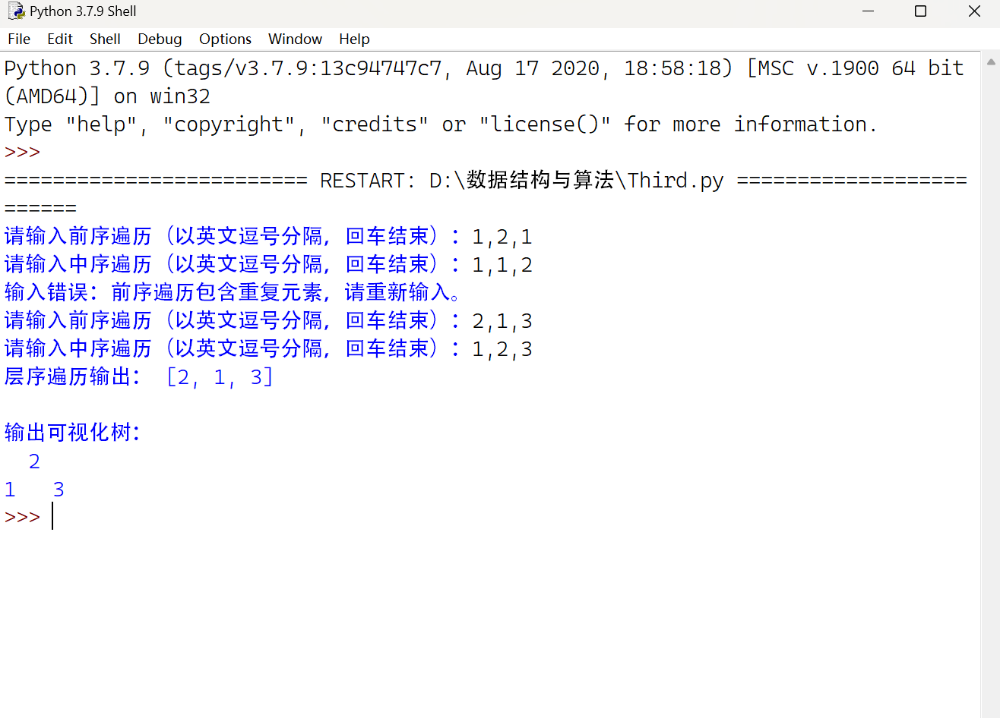 Python 3.7.9 Shell
File Edit Shell Debug Options Window Help
Python 3.7.9 (tags/v3.7.9:13c94747c7, Aug 17 2020, 18:58:18) [MSC v.1900 64 bit
(AMD64)] on win32
Type "help", "copyright", "credits" or "license()" for more information.
>>>
========================= RESTART: D:\数据结构与算法\Third.py ===================
======
请输入前序遍历（以英文逗号分隔，回车结束）：1,2,1
请输入中序遍历（以英文逗号分隔，回车结束）：1,1,2
输入错误：前序遍历包含重复元素，请重新输入。
请输入前序遍历（以英文逗号分隔，回车结束）：2,1,3
请输入中序遍历（以英文逗号分隔，回车结束）：1,2,3
层序遍历输出： [2, 1, 3]
输出可视化树：
  2
1   3
>>>